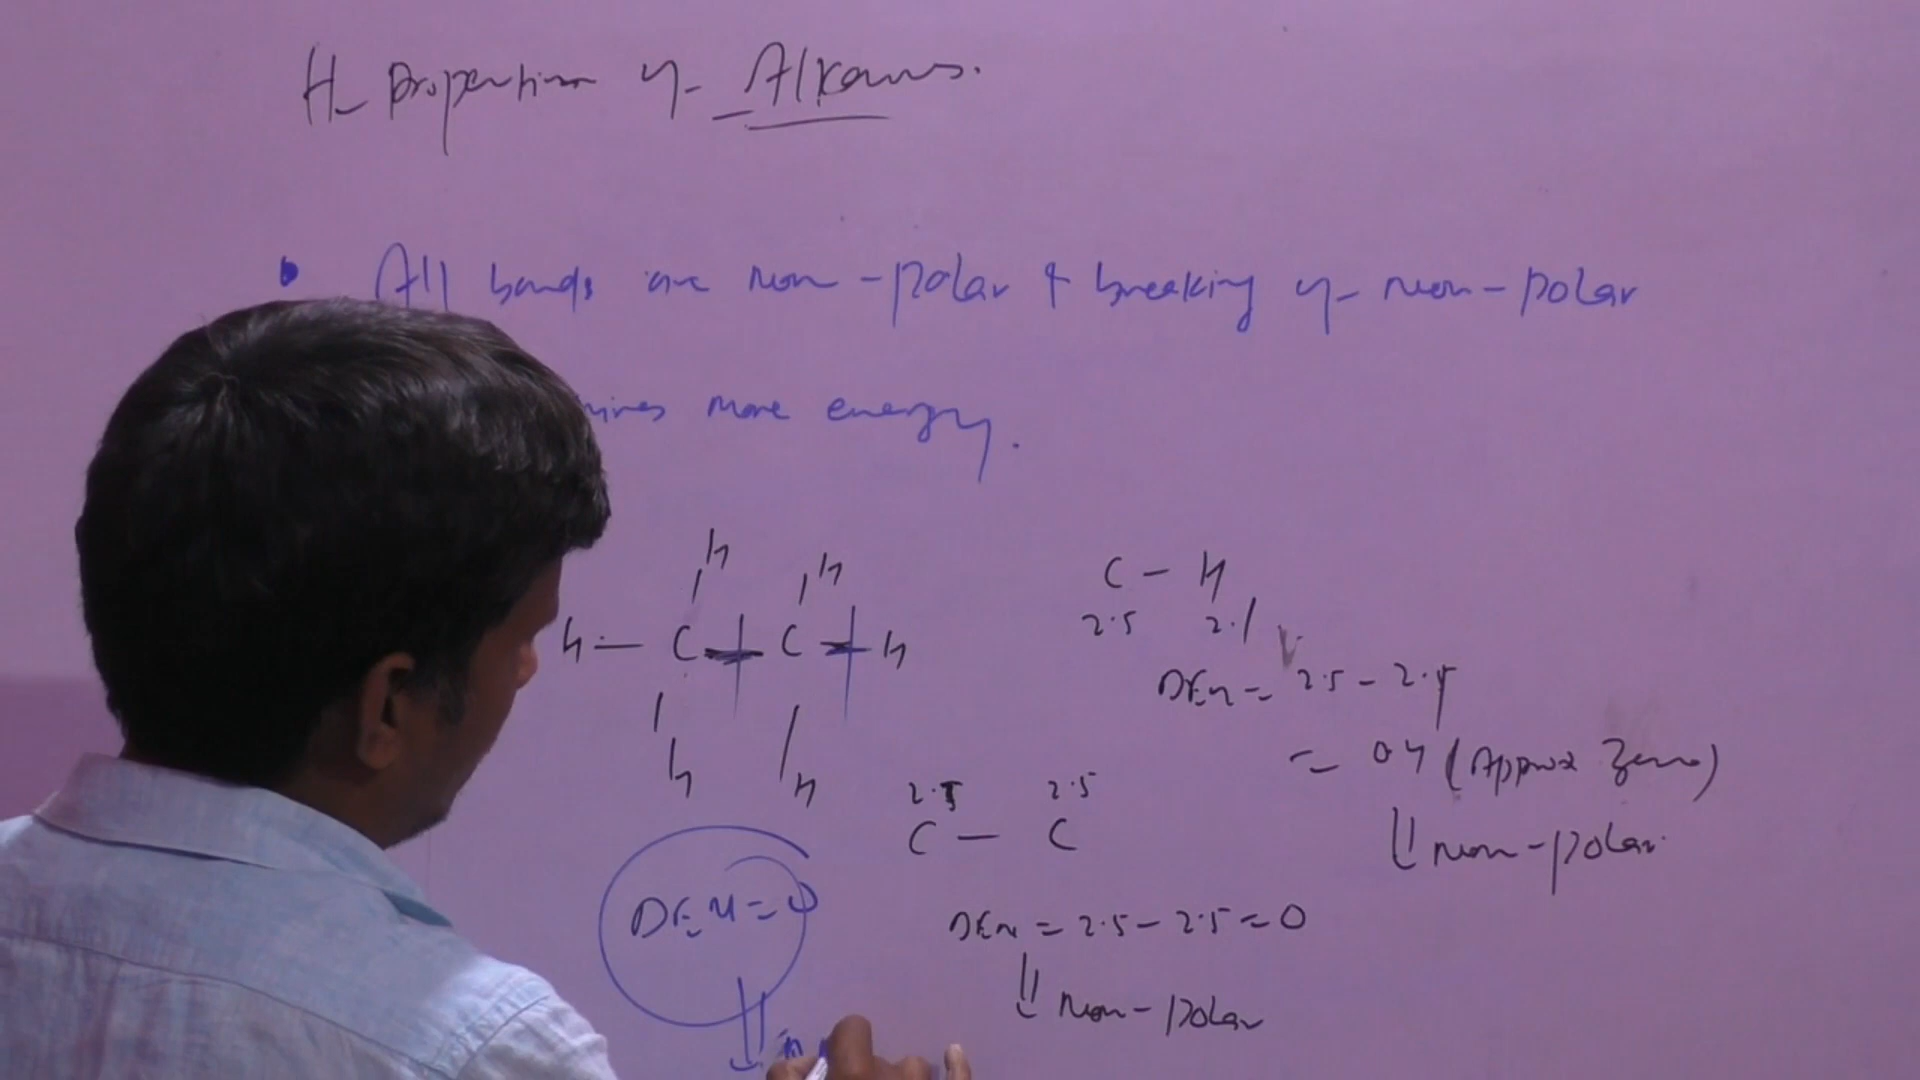 Properties of Alkanes.
All bonds are non-polar & breaking of non-polar
more energy.
H H
H - C - C - H
H H
C - H
2.5 2.1
DEN = 2.5 - 2.1
= 0.4 (Approx Zero)
⇓ non-polar.
2.5 2.5
C - C
DEN = 2.5 - 2.5 = 0
⇓ non-polar
DEN = 0